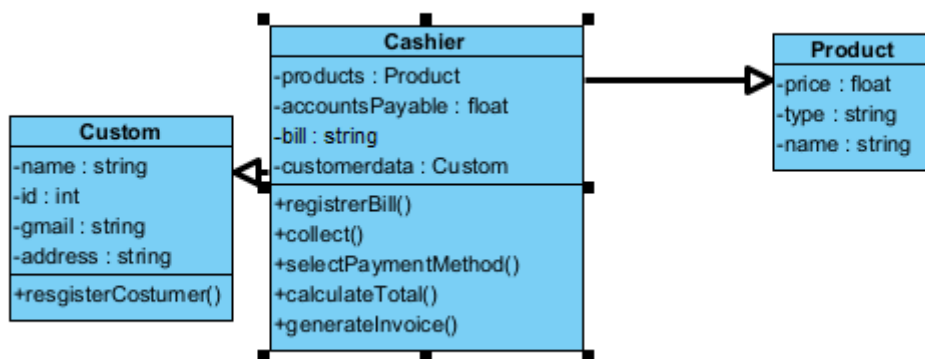 Custom
-name : string
-id : int
-gmail : string
-address : string
+resgisterCostumer()
Cashier
-products : Product
-accountsPayable : float
-bill : string
-customerdata : Custom
+registrerBill()
+collect()
+selectPaymentMethod()
+calculateTotal()
+generateInvoice()
Product
-price : float
-type : string
-name : string